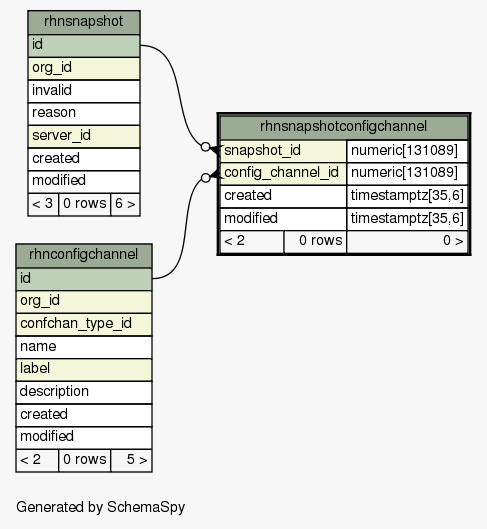 rhnsnapshot
id
org_id
invalid
reason
server_id
created
modified
< 3 0 rows 6 >
rhnsnapshotconfigchannel
snapshot_id numeric[131089]
config_channel_id numeric[131089]
created timestamptz[35,6]
modified timestamptz[35,6]
< 2 0 rows 0 >
rhnconfigchannel
id
org_id
confchan_type_id
name
label
description
created
modified
< 2 0 rows 5 >
Generated by SchemaSpy